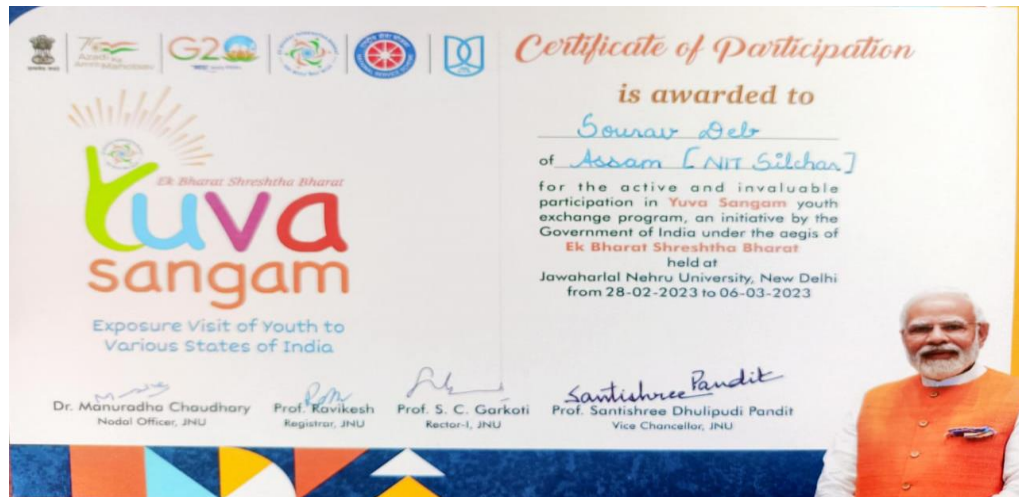 G20
Certificate of Participation
is awarded to
Sourav Deb
of Assam [NIT Silchar]
for the active and invaluable
participation in Yuva Sangam youth
exchange program, an initiative by the
Government of India under the aegis of
Ek Bharat Shreshtha Bharat
held at
Jawaharlal Nehru University, New Delhi
from 28-02-2023 to 06-03-2023
Ek Bharat Shreshtha Bharat
Yuva
sangam
Exposure Visit of Youth to
Various States of India
Dr. Manuradha Chaudhary
Nodal Officer, JNU
Prof. Ravikesh
Registrar, JNU
Prof. S. C. Garkoti
Rector-I, JNU
Santishree Pandit
Prof. Santishree Dhulipudi Pandit
Vice Chancellor, JNU